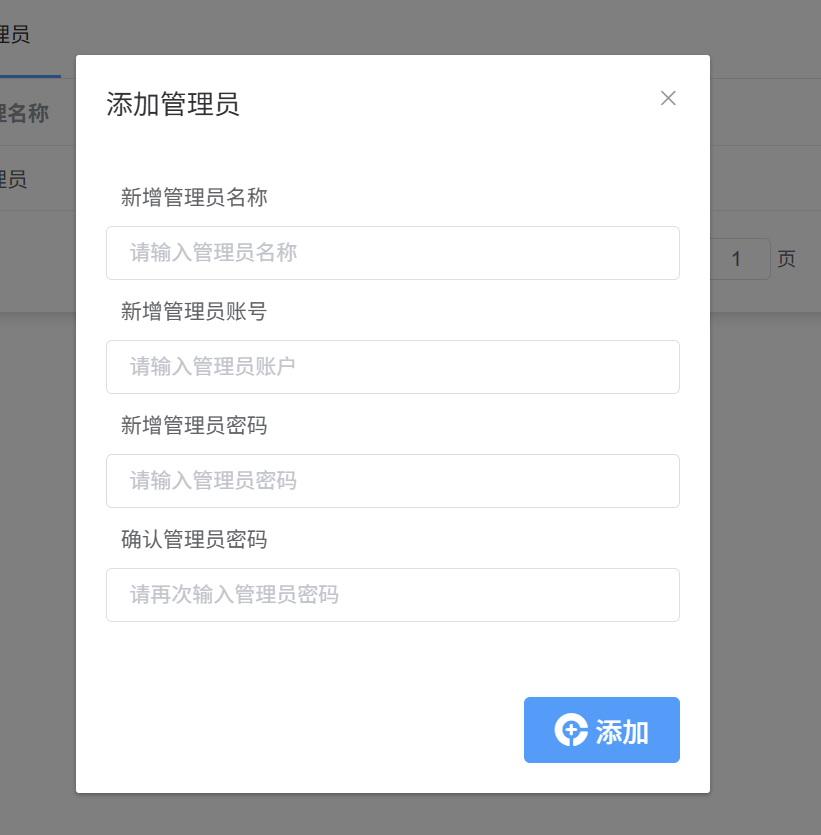 理员
添加管理员
理名称
新增管理员名称
理员
请输入管理员名称
1 页
新增管理员账号
请输入管理员账户
新增管理员密码
请输入管理员密码
确认管理员密码
请再次输入管理员密码
添加